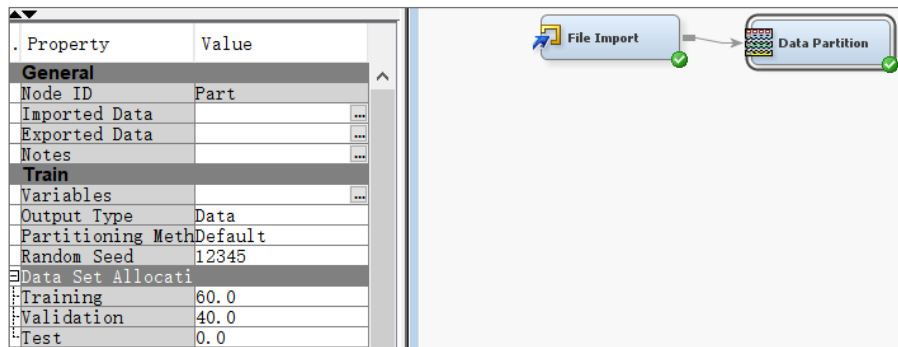 . Property Value
General
Node ID Part
Imported Data ...
Exported Data ...
Notes ...
Train
Variables ...
Output Type Data
Partitioning Meth Default
Random Seed 12345
Data Set Allocati
Training 60.0
Validation 40.0
Test 0.0
File Import
Data Partition